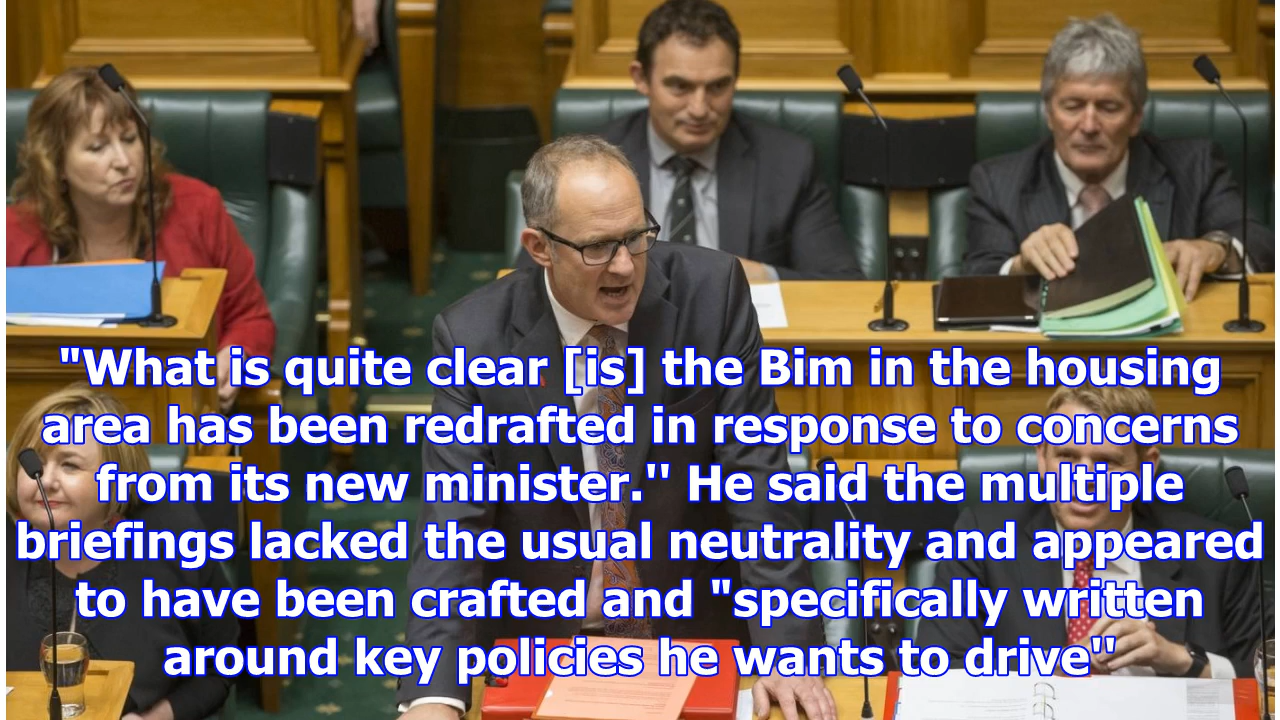 "What is quite clear [is] the Bim in the housing
area has been redrafted in response to concerns
from its new minister.'' He said the multiple
briefings lacked the usual neutrality and appeared
to have been crafted and "specifically written
around key policies he wants to drive''